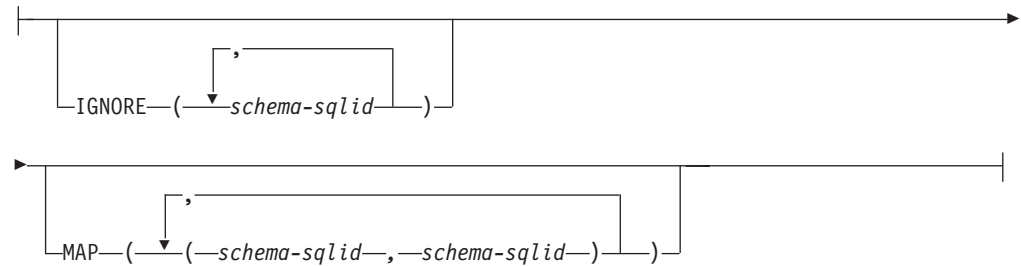 ,
IGNORE ( schema-sqlid )
,
MAP ( ( schema-sqlid , schema-sqlid ) )